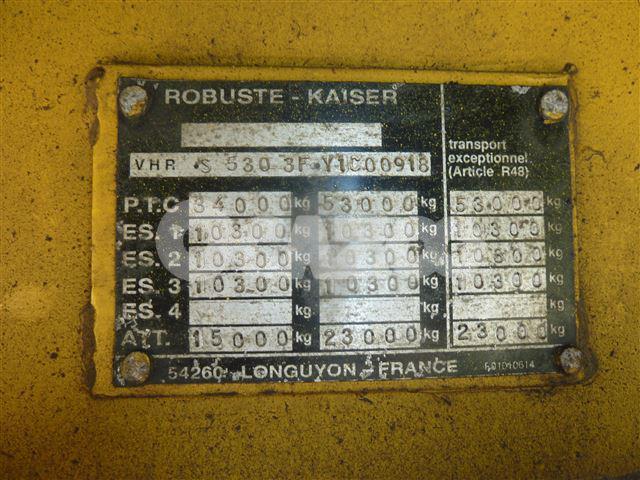 ROBUSTE - KAISER
VHR S 530 3F Y1C00918
transport
exceptionnel
(Article R48)
P.T.C 34000 kg 53000 kg 53000 kg
ES. 1 10300 kg 10300 kg 10300 kg
ES. 2 10300 kg 10300 kg 10300 kg
ES. 3 10300 kg 10300 kg 10300 kg
ES. 4 kg kg kg
ATT. 15000 kg 23000 kg 23000 kg
54260 - LONGUYON - FRANCE